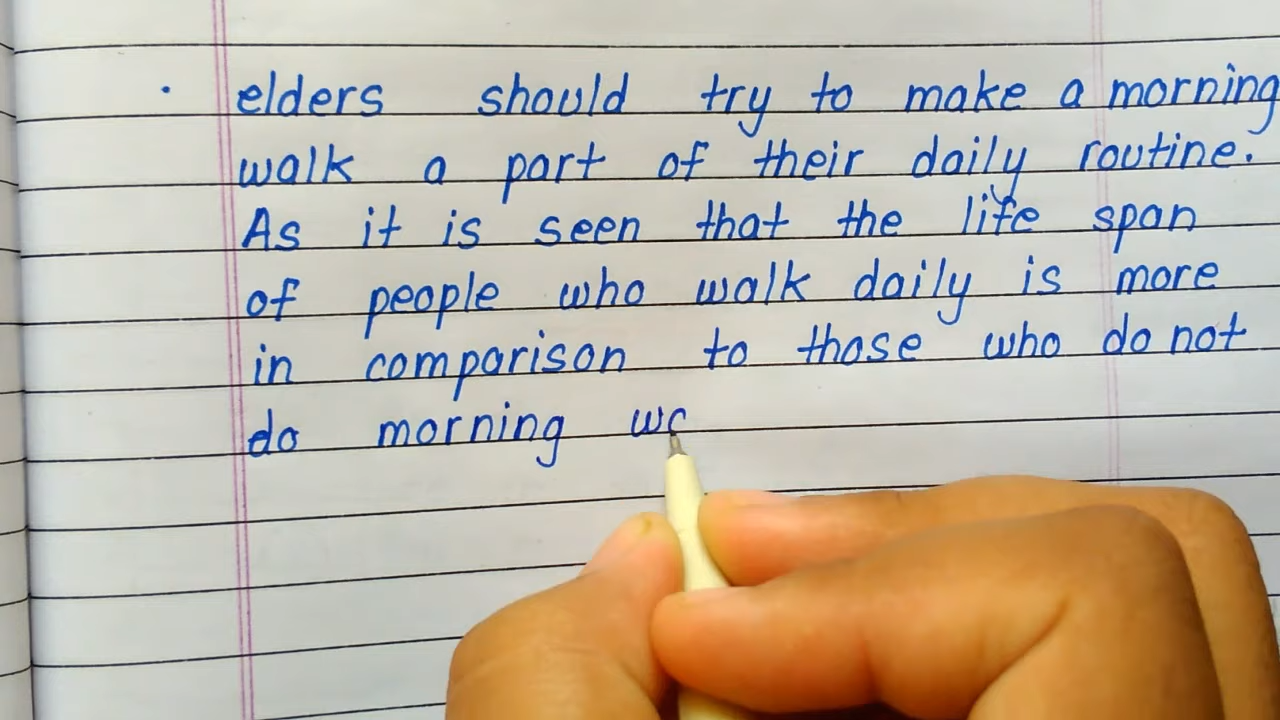 • elders should try to make a morning
walk a part of their daily routine.
As it is seen that the life span
of people who walk daily is more
in comparison to those who do not
do morning wa